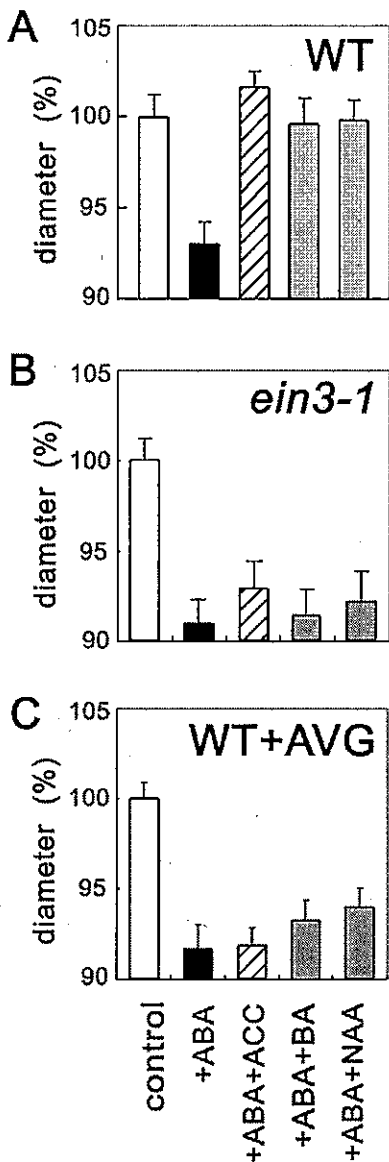 A
WT
diameter (%)
105
100
95
90
B
ein3-1
diameter (%)
105
100
95
90
C
WT+AVG
diameter (%)
105
100
95
90
control
+ABA
+ABA+ACC
+ABA+BA
+ABA+NAA